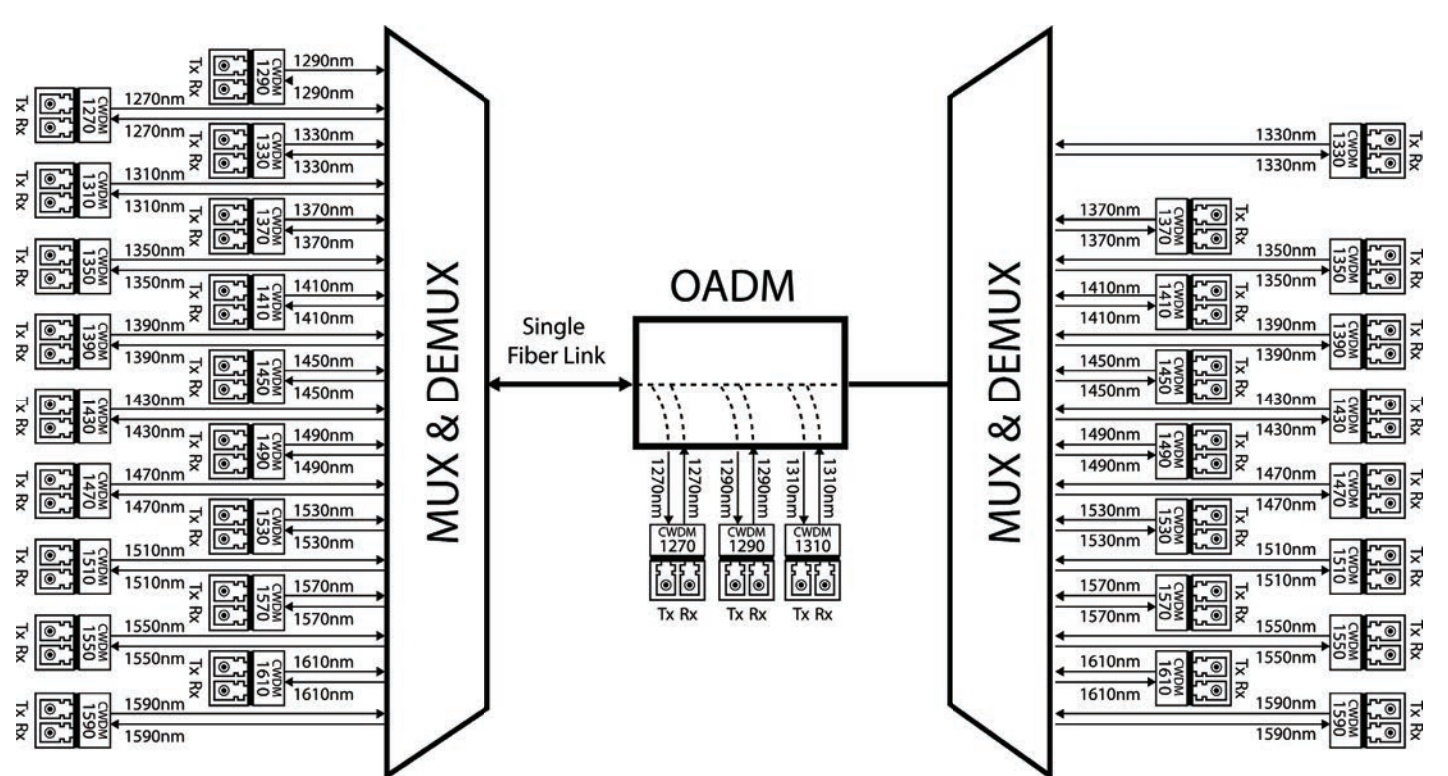 1290nm
Tx Rx
CWDM
1290
1290nm
1270nm
Tx Rx
CWDM
1270
1270nm
1330nm
Tx Rx
CWDM
1330
1330nm
1310nm
Tx Rx
CWDM
1310
1310nm
1370nm
Tx Rx
CWDM
1370
1370nm
1350nm
Tx Rx
CWDM
1350
1350nm
1410nm
Tx Rx
CWDM
1410
1410nm
1390nm
Tx Rx
CWDM
1390
1390nm
1450nm
Tx Rx
CWDM
1450
1450nm
1430nm
Tx Rx
CWDM
1430
1430nm
1490nm
Tx Rx
CWDM
1490
1490nm
1470nm
Tx Rx
CWDM
1470
1470nm
1530nm
Tx Rx
CWDM
1530
1530nm
1510nm
Tx Rx
CWDM
1510
1510nm
1570nm
Tx Rx
CWDM
1570
1570nm
1550nm
Tx Rx
CWDM
1550
1550nm
1610nm
Tx Rx
CWDM
1610
1610nm
1590nm
Tx Rx
CWDM
1590
1590nm
MUX & DEMUX
Single
Fiber Link
OADM
1270nm
1270nm
1290nm
1290nm
1310nm
1310nm
CWDM
1270
CWDM
1290
CWDM
1310
Tx Rx
Tx Rx
Tx Rx
MUX & DEMUX
1330nm
CWDM
1330
Tx Rx
1330nm
1370nm
CWDM
1370
Tx Rx
1370nm
1350nm
CWDM
1350
Tx Rx
1350nm
1410nm
CWDM
1410
Tx Rx
1410nm
1390nm
CWDM
1390
Tx Rx
1390nm
1450nm
CWDM
1450
Tx Rx
1450nm
1430nm
CWDM
1430
Tx Rx
1430nm
1490nm
CWDM
1490
Tx Rx
1490nm
1470nm
CWDM
1470
Tx Rx
1470nm
1530nm
CWDM
1530
Tx Rx
1530nm
1510nm
CWDM
1510
Tx Rx
1510nm
1570nm
CWDM
1570
Tx Rx
1570nm
1550nm
CWDM
1550
Tx Rx
1550nm
1610nm
CWDM
1610
Tx Rx
1610nm
1590nm
CWDM
1590
Tx Rx
1590nm